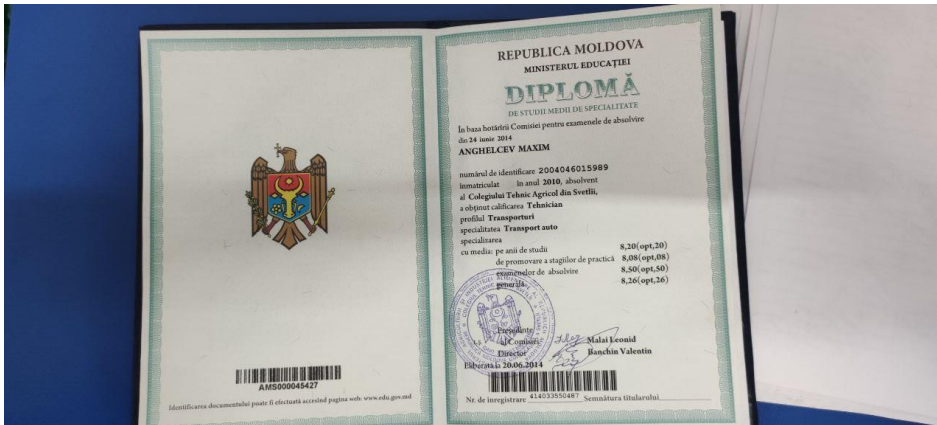 AMS000045427
Identificarea documentului poate fi efectuată accesînd pagina web: www.edu.gov.md
REPUBLICA MOLDOVA
MINISTERUL EDUCAŢIEI
DIPLOMĂ
DE STUDII MEDII DE SPECIALITATE
În baza hotărîrii Comisiei pentru examenele de absolvire
din 24 iunie 2014
ANGHELCEV MAXIM
numărul de identificare 2004046015989
înmatriculat în anul 2010, absolvent
al Colegiului Tehnic Agricol din Svetlîi,
a obţinut calificarea Tehnician
profilul Transporturi
specialitatea Transport auto
specializarea
cu media: pe anii de studii 8,20(opt,20)
de promovare a stagiilor de practică 8,08(opt,08)
examenelor de absolvire 8,50(opt,50)
generală 8,26(opt,26)
Preşedinte
al Comisiei Malai Leonid
Director Banchin Valentin
Eliberată la 20.06.2014
Nr. de înregistrare 414033550487 Semnătura titularului